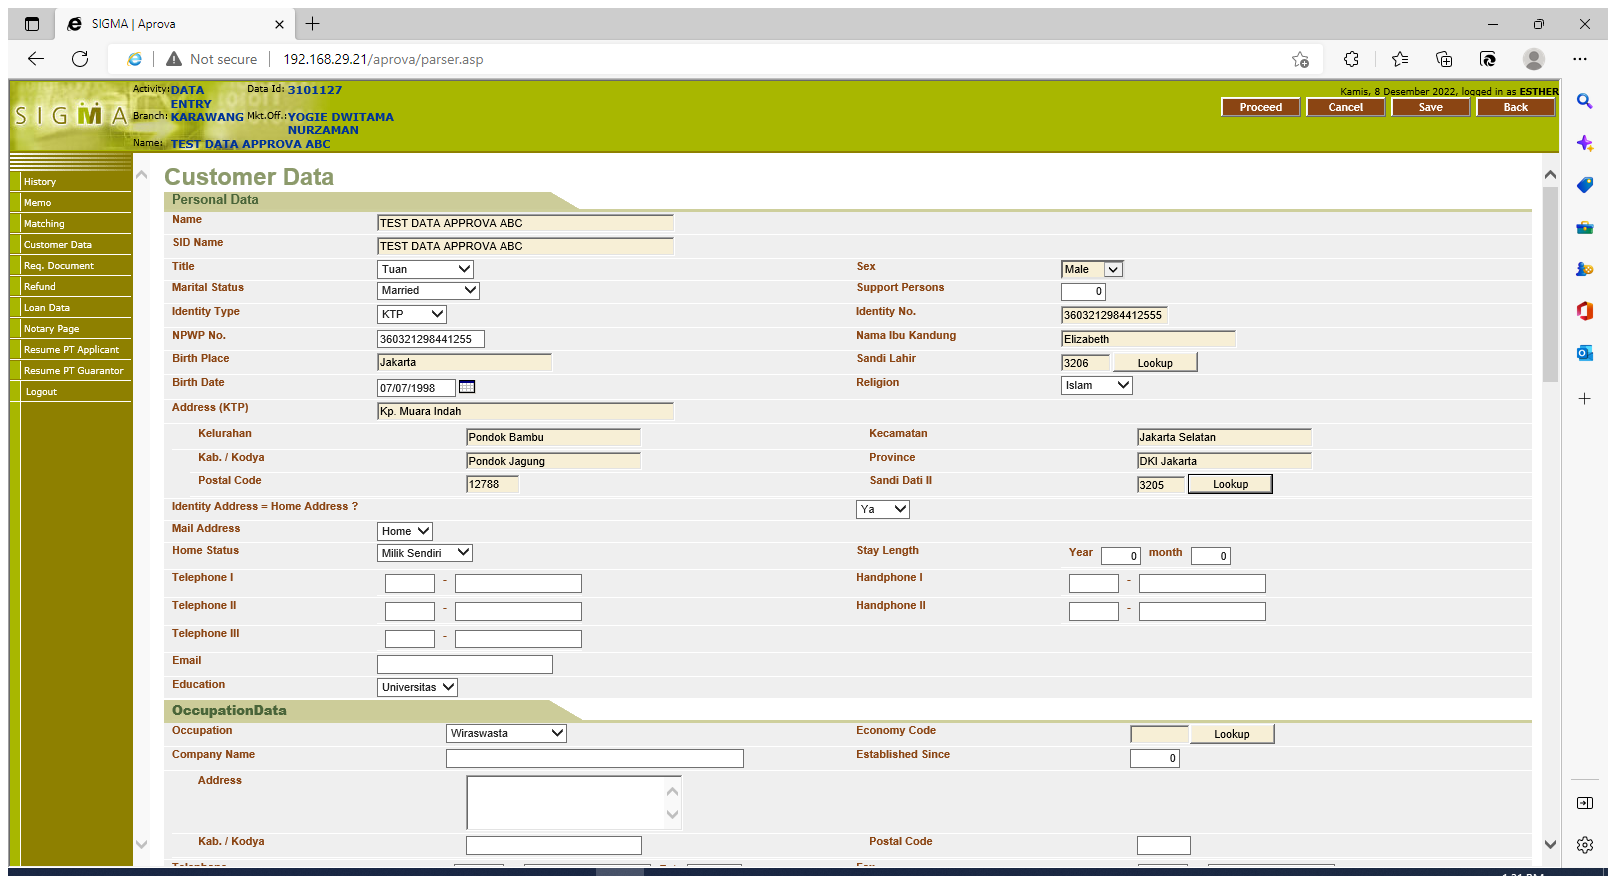 SIGMA | Aprova
Not secure
192.168.29.21/aprova/parser.asp
SIGMA
Activity: DATA ENTRY Data Id: 3101127
Branch: KARAWANG Mkt.Off.: YOGIE DWITAMA NURZAMAN
Name: TEST DATA APPROVA ABC
Kamis, 8 Desember 2022, logged in as ESTHER
Proceed Cancel Save Back
History
Memo
Matching
Customer Data
Req. Document
Refund
Loan Data
Notary Page
Resume PT Applicant
Resume PT Guarantor
Logout
Customer Data
Personal Data
Name TEST DATA APPROVA ABC
SID Name TEST DATA APPROVA ABC
Title Tuan Sex Male
Marital Status Married Support Persons 0
Identity Type KTP Identity No. 3603212984412555
NPWP No. 360321298441255 Nama Ibu Kandung Elizabeth
Birth Place Jakarta Sandi Lahir 3206 Lookup
Birth Date 07/07/1998 Religion Islam
Address (KTP) Kp. Muara Indah
Kelurahan Pondok Bambu Kecamatan Jakarta Selatan
Kab. / Kodya Pondok Jagung Province DKI Jakarta
Postal Code 12788 Sandi Dati II 3205 Lookup
Identity Address = Home Address ? Ya
Mail Address Home
Home Status Milik Sendiri Stay Length Year 0 month 0
Telephone I - Handphone I -
Telephone II - Handphone II -
Telephone III -
Email
Education Universitas
OccupationData
Occupation Wiraswasta Economy Code Lookup
Company Name Established Since 0
Address
Kab. / Kodya Postal Code